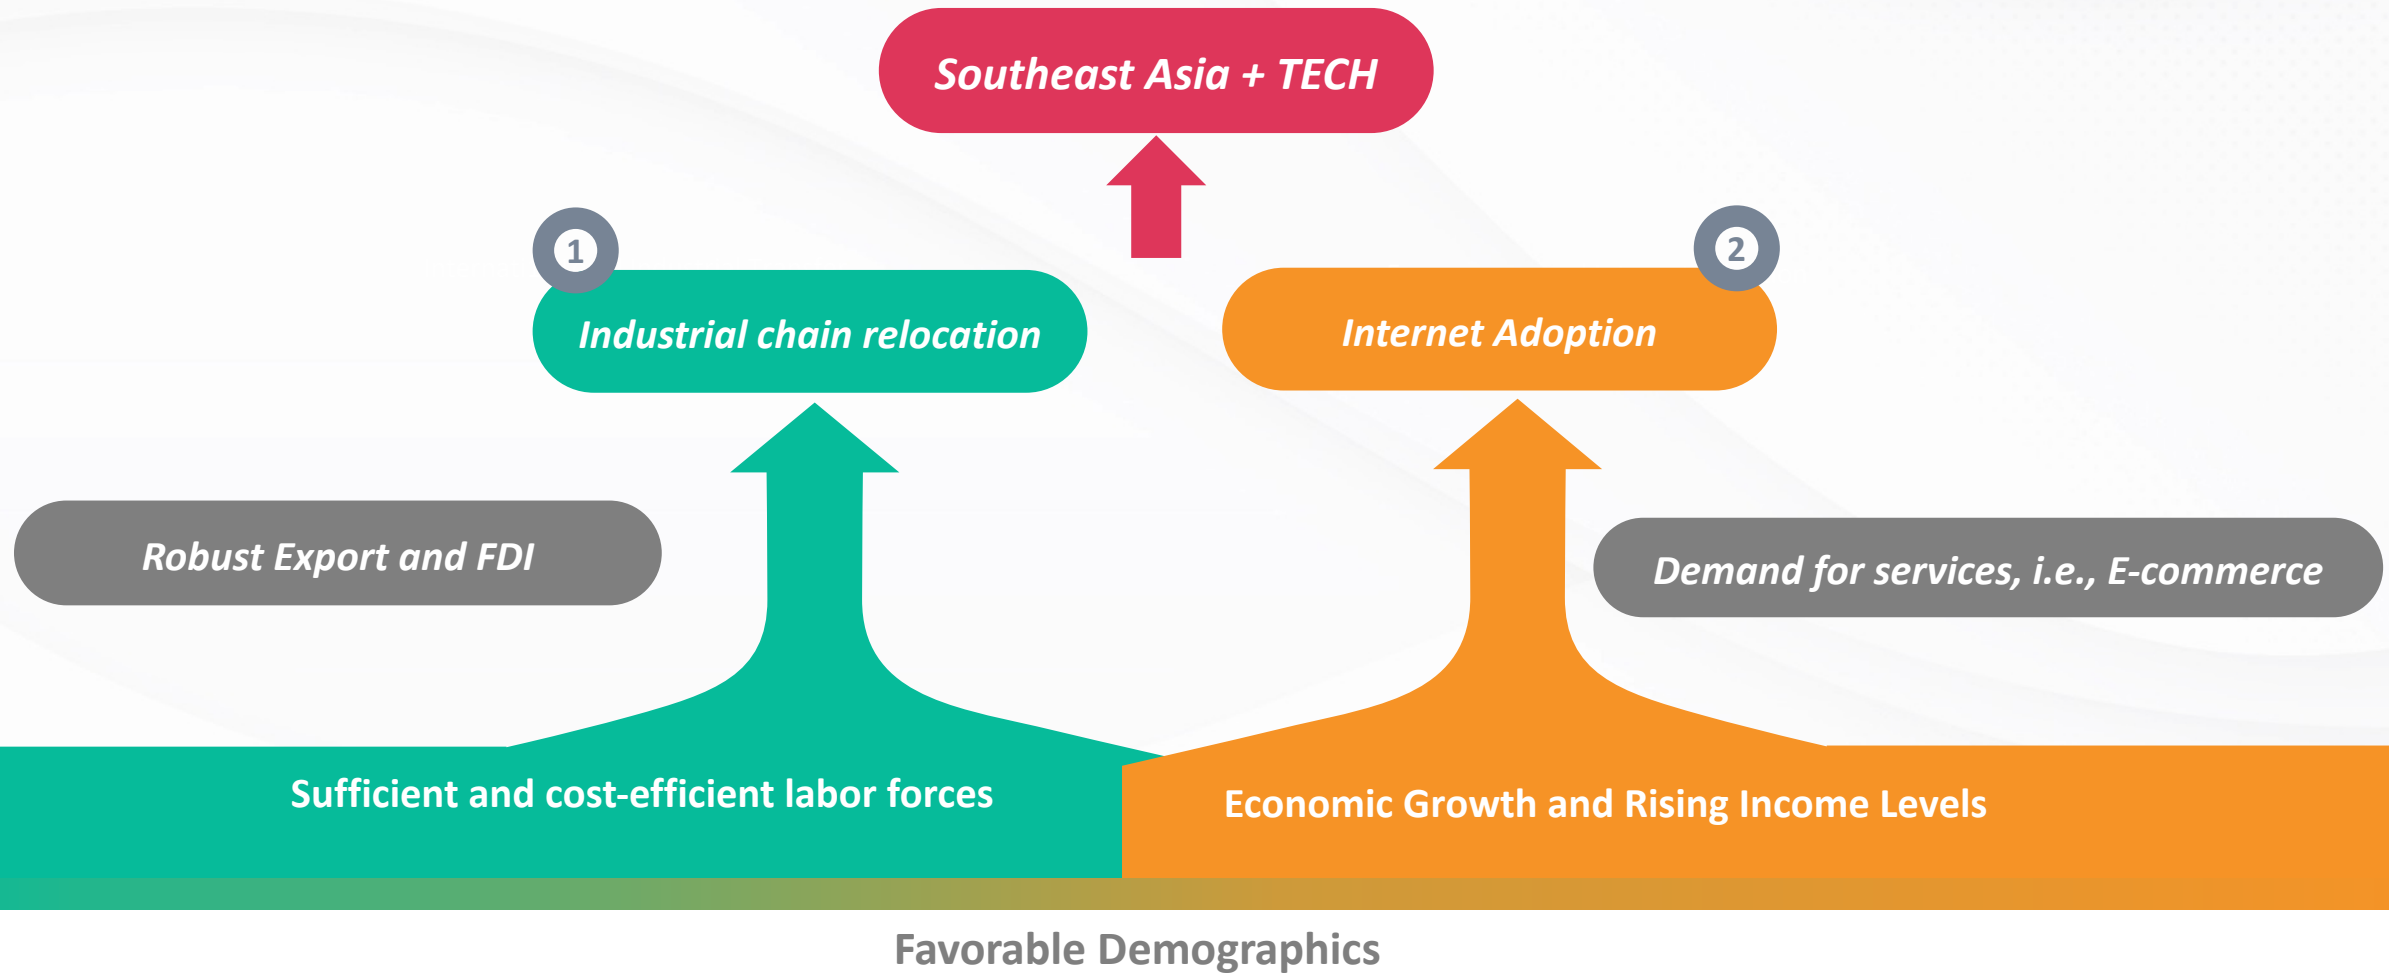 Southeast Asia + TECH
1
2
Industrial chain relocation
Internet Adoption
Robust Export and FDI
Demand for services, i.e., E-commerce
Sufficient and cost-efficient labor forces
Economic Growth and Rising Income Levels
Favorable Demographics